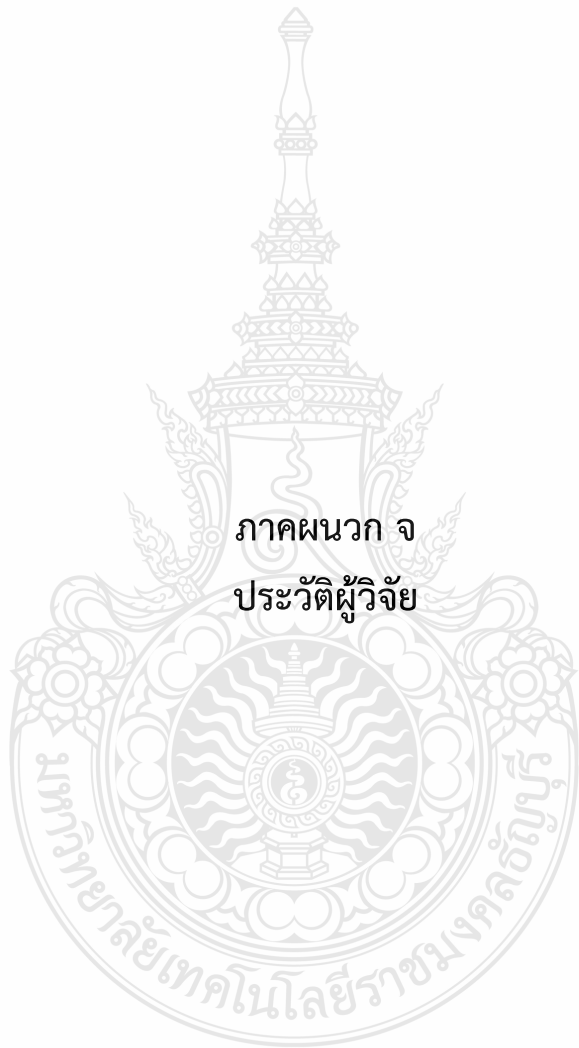 ภาคผนวก จ
ประวัติผู้วิจัย
มหาวิทยาลัยเทคโนโลยีราชมงคลธัญบุรี